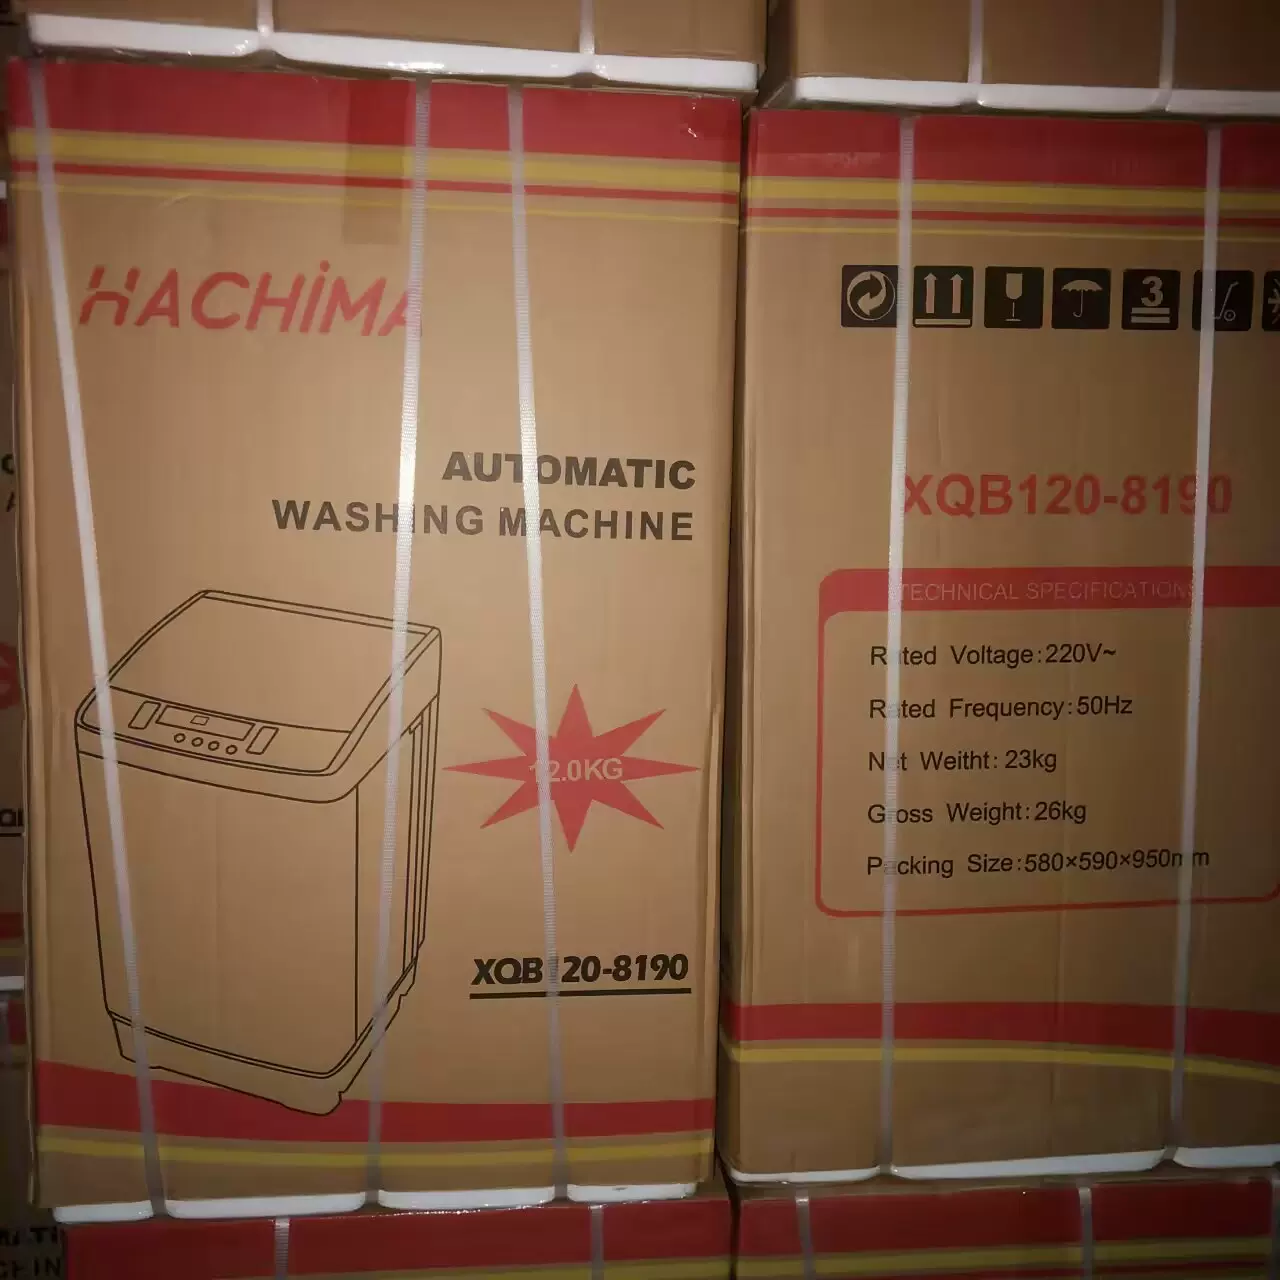 HACHiMA
AUTOMATIC
WASHING MACHINE
12.0KG
XQB120-8190
3
XQB120-8190
TECHNICAL SPECIFICATIONS
Rated Voltage:220V~
Rated Frequency:50Hz
Net Weitht: 23kg
Gross Weight:26kg
Packing Size:580×590×950mm